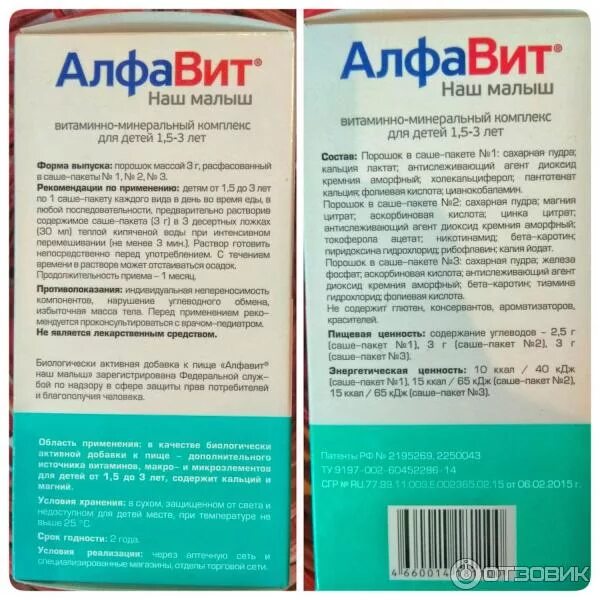 АлфаВит®
Наш малыш
витаминно-минеральный комплекс
для детей 1,5-3 лет
Форма выпуска: порошок массой 3 г, расфасованный
в саше-пакеты № 1, № 2, № 3.
Рекомендации по применению: детям от 1,5 до 3 лет
по 1 саше-пакету каждого вида в день во время еды, в
любой последовательности, предварительно растворив
содержимое саше-пакета (3 г) в 3 десертных ложках
(30 мл) теплой кипяченой воды при интенсивном
перемешивании (не менее 3 мин.). Раствор готовить
непосредственно перед употреблением. С течением
времени в растворе может отстаиваться осадок.
Продолжительность приема – 1 месяц.
Противопоказания: индивидуальная непереносимость
компонентов, нарушение углеводного обмена,
избыточная масса тела. Перед применением реко-
мендуется проконсультироваться с врачом-педиатром.
Не является лекарственным средством.
Биологически активная добавка к пище «Алфавит®
наш малыш» зарегистрирована Федеральной служ-
бой по надзору в сфере защиты прав потребителей
и благополучия человека.
Область применения: в качестве биологически
активной добавки к пище – дополнительного
источника витаминов, макро- и микроэлементов
для детей от 1,5 до 3 лет, содержит кальций и
магний.
Условия хранения: в сухом, защищенном от света и
недоступном для детей месте, при температуре не
выше 25 °С.
Срок годности: 2 года.
Условия реализации: через аптечную сеть и
специализированные магазины, отделы торговой сети.
АлфаВит®
Наш малыш
витаминно-минеральный комплекс
для детей 1,5-3 лет
Состав: Порошок в саше-пакете №1: сахарная пудра;
кальция лактат; антислеживающий агент диоксид
кремния аморфный; холекальциферол; пантотенат
кальция; фолиевая кислота; цианокобаламин.
Порошок в саше-пакете №2: сахарная пудра; магния
цитрат; аскорбиновая кислота; цинка цитрат;
антислеживающий агент диоксид кремния аморфный;
токоферола ацетат; никотинамид; бета-каротин;
пиридоксина гидрохлорид; рибофлавин; калия йодат.
Порошок в саше-пакете №3: сахарная пудра; железа
фосфат; аскорбиновая кислота; антислеживающий агент
диоксид кремния аморфный; бета-каротин; тиамина
гидрохлорид; фолиевая кислота.
Не содержит глютен, консервантов, ароматизаторов,
красителей.
Пищевая ценность: содержание углеводов – 2,5 г
(саше-пакет №1), 3 г (саше-пакет №2), 3 г
(саше-пакет №3).
Энергетическая ценность: 10 ккал / 40 кДж
(саше-пакет №1), 15 ккал / 65 кДж (саше-пакет №2),
15 ккал / 65 кДж (саше-пакет №3).
Патенты РФ № 2195269, 2250043
ТУ 9197-002-60452286-14
СГР № RU.77.99.11.003.Е.002365.02.15 от 06.02.2015 г.
ОТЗОВИК